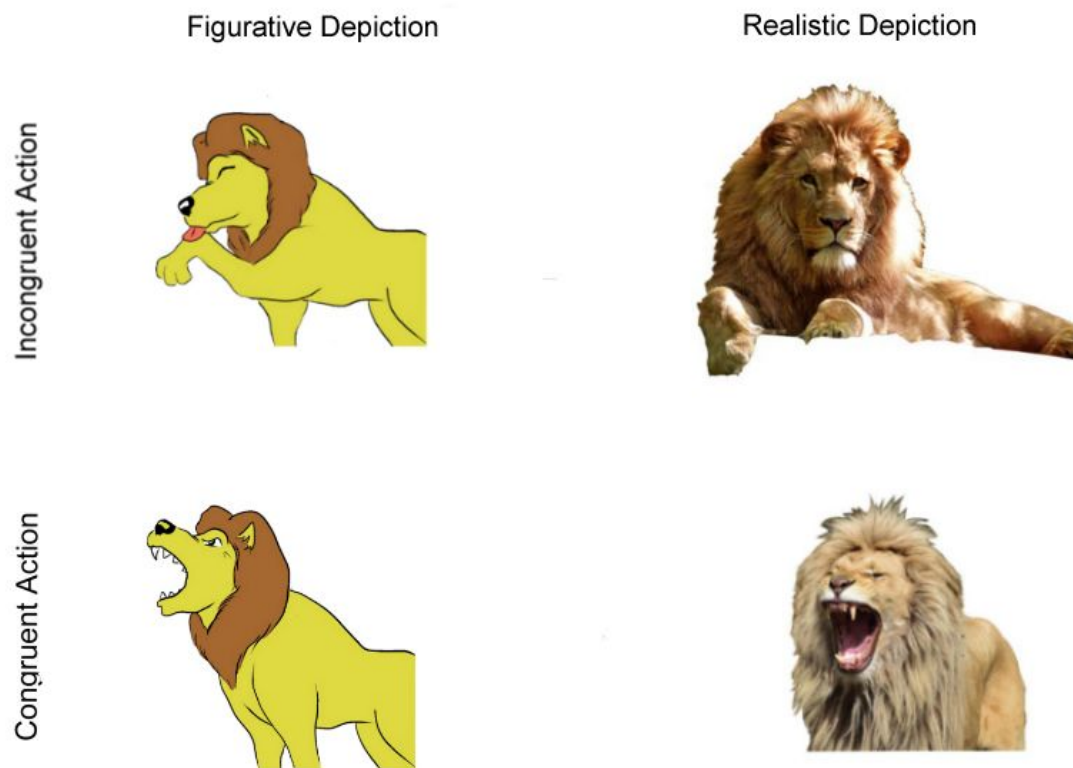 Figurative Depiction
Realistic Depiction
Incongruent Action
Congruent Action